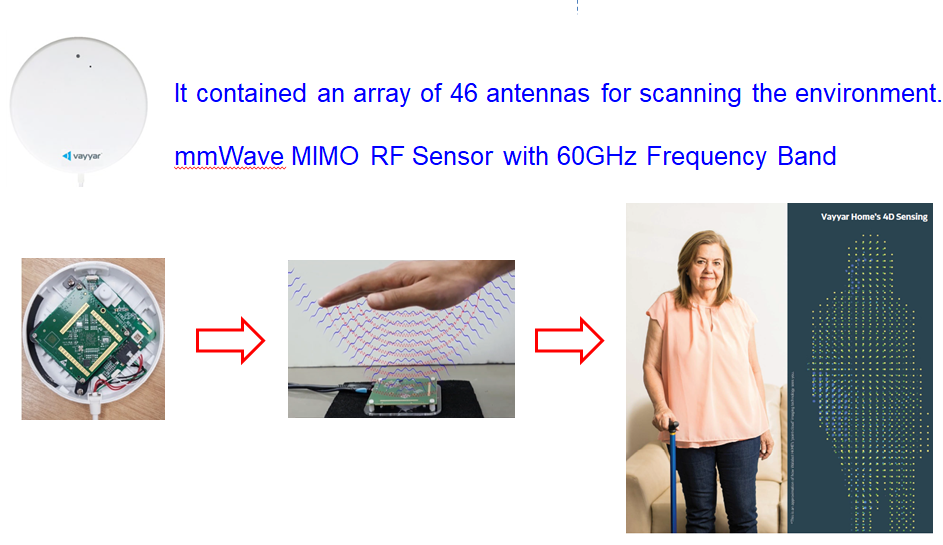 It contained an array of 46 antennas for scanning the environment.
vayyar
mmWave MIMO RF Sensor with 60GHz Frequency Band
Vayyar Home's 4D Sensing